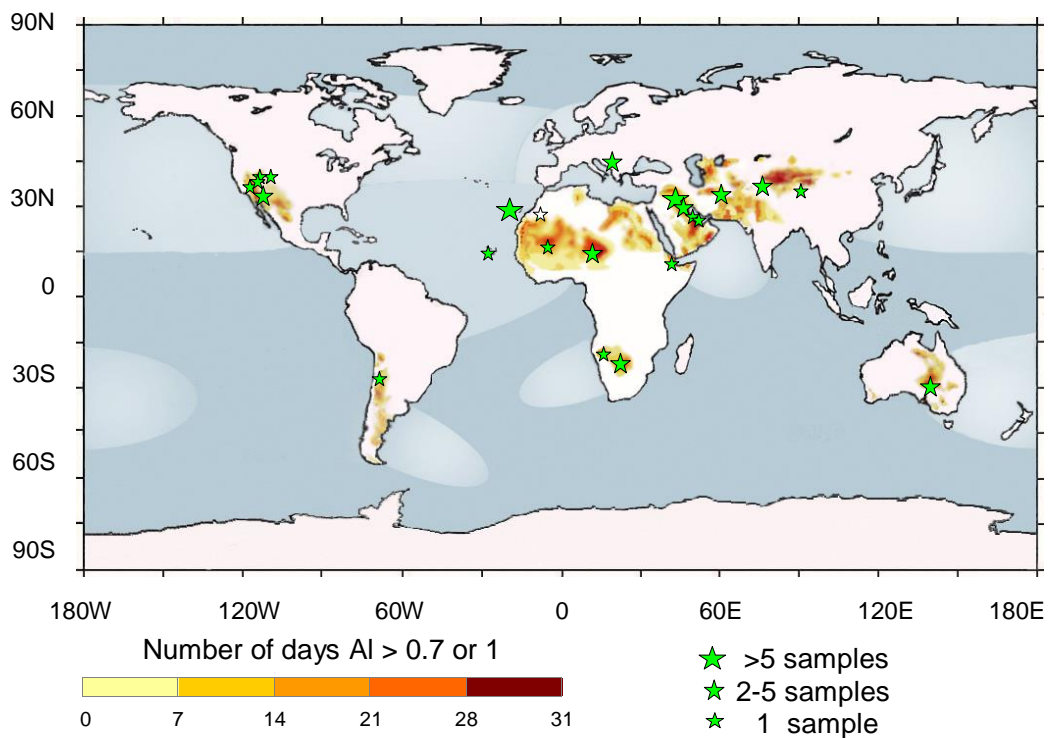 90N
60N
30N
0
30S
60S
90S
180W 120W 60W 0 60E 120E 180E
Number of days AI > 0.7 or 1
0 7 14 21 28 31
>5 samples
2-5 samples
1 sample